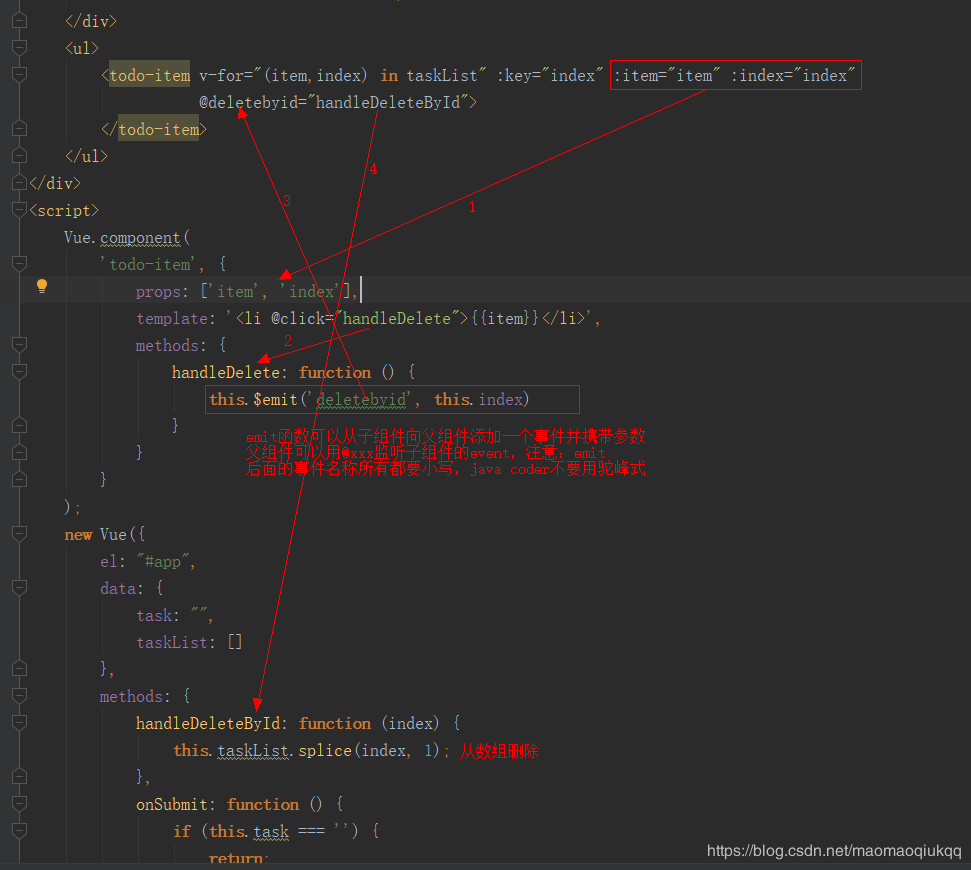 </div>
<ul>
<todo-item v-for="(item,index) in taskList" :key="index" :item="item" :index="index"
@deletebyid="handleDeleteById">
</todo-item>
</ul>
</div>
<script>
Vue.component(
'todo-item', {
props: ['item', 'index'],
template: '<li @click="handleDelete">{{item}}</li>',
methods: {
handleDelete: function () {
this.$emit('deletebyid', this.index)
}
emit函数可以从子组件向父组件添加一个事件并携带参数
父组件可以用@xxx监听子组件的event，注意：emit
后面的事件名称所有都要小写，java coder不要用驼峰式
}
}
);
new Vue({
el: "#app",
data: {
task: "",
taskList: []
},
methods: {
handleDeleteById: function (index) {
this.taskList.splice(index, 1); 从数组删除
},
onSubmit: function () {
if (this.task === '') {
return;
1
2
3
4
https://blog.csdn.net/maomaoqiukqq